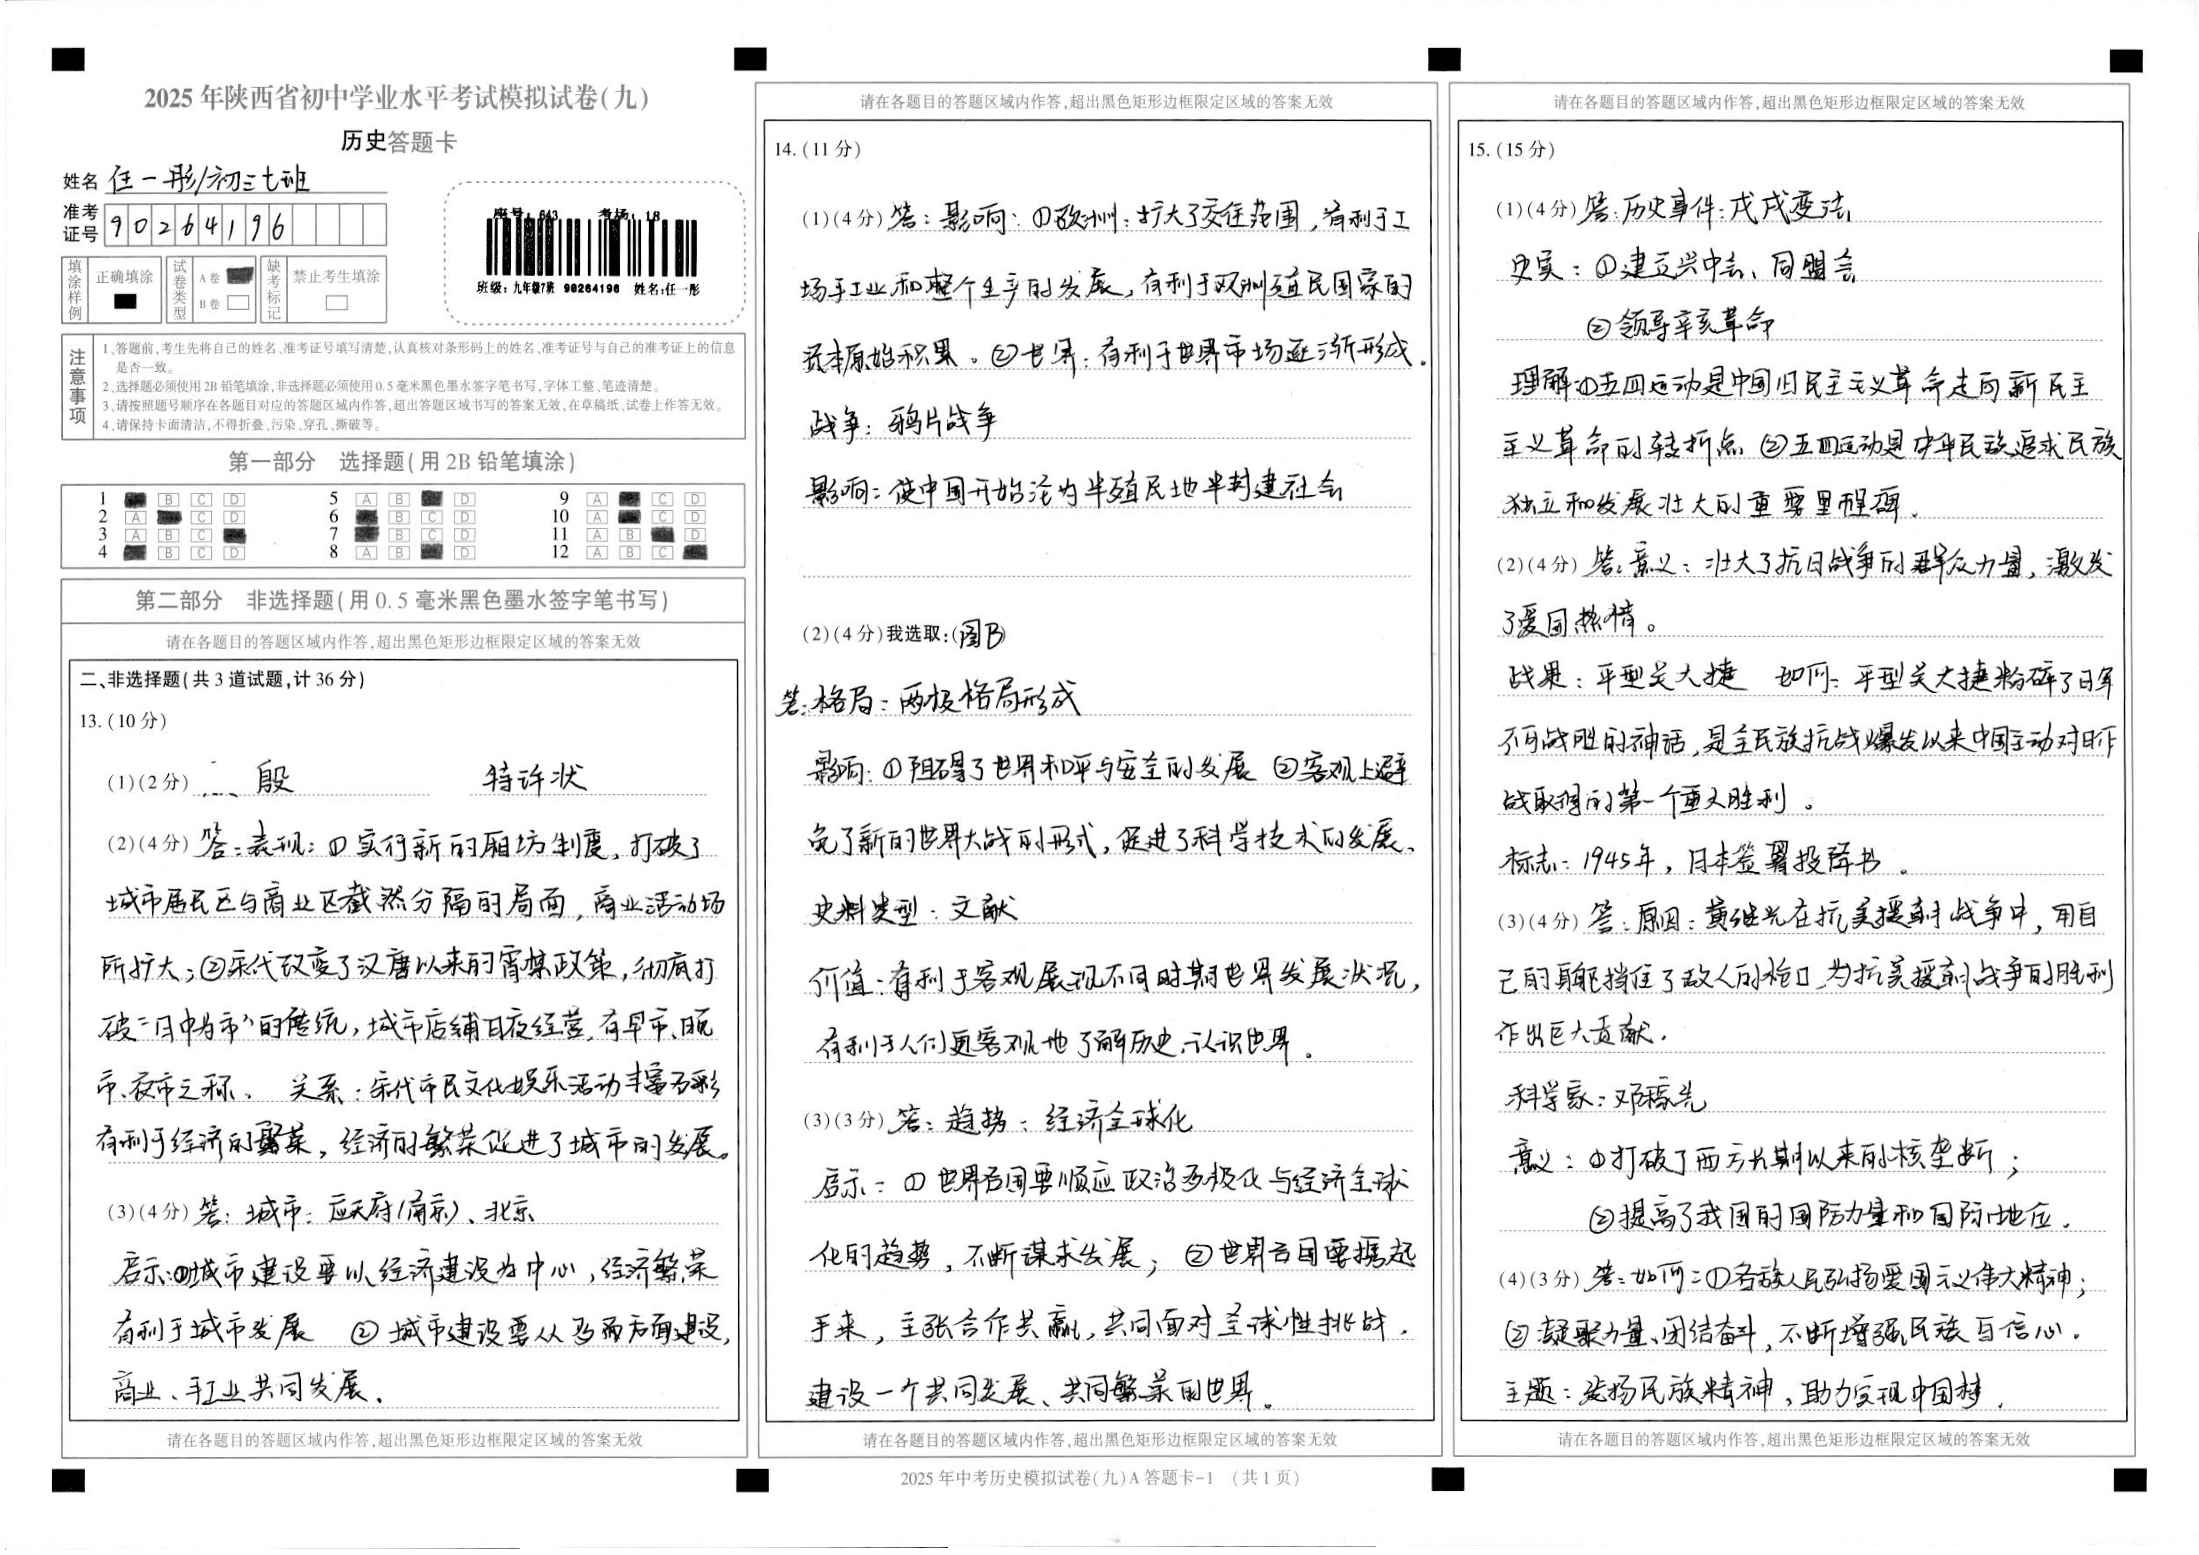 2025年陕西省初中学业水平考试模拟试卷(九)
历史答题卡
姓名 任一彤/初三七班
准考证号 90264196
座号:643 考场:18
班级:九年级7班 90264196 姓名:任一彤
填涂样例 正确填涂 试卷类型 A卷 B卷 缺考标记 禁止考生填涂
注意事项
1.答题前,考生先将自己的姓名、准考证号填写清楚,认真核对条形码上的姓名、准考证号与自己的准考证上的信息
是否一致。
2.选择题必须使用2B铅笔填涂,非选择题必须使用0.5毫米黑色墨水签字笔书写,字体工整、笔迹清楚。
3.请按照题号顺序在各题目对应的答题区域内作答,超出答题区域书写的答案无效,在草稿纸、试卷上作答无效。
4.请保持卡面清洁,不得折叠、污染、穿孔、撕破等。
第一部分 选择题(用2B铅笔填涂)
1 B C D 5 A B D 9 A C D
2 A C D 6 B C D 10 A C D
3 A B C 7 B C D 11 A B D
4 B C D 8 A B D 12 A B C
第二部分 非选择题(用0.5毫米黑色墨水签字笔书写)
请在各题目的答题区域内作答,超出黑色矩形边框限定区域的答案无效
二、非选择题(共3道试题,计36分)
13.(10分)
(1)(2分) 殷 特许状
(2)(4分) 答:表现:①实行新的厢坊制度,打破了
城市居民区与商业区截然分隔的局面,商业活动场
所扩大;②宋代改变了汉唐以来的宵禁政策,彻底打
破“日中为市”的传统,城市店铺日夜经营,有早市、日晚
市、夜市之称。 关系:宋代市民文化娱乐活动丰富多彩
有利于经济的繁荣,经济的繁荣促进了城市的发展。
(3)(4分) 答:城市:应天府(南京)、北京
启示:①城市建设要以经济建设为中心,经济繁荣
有利于城市发展 ②城市建设要从多而方面建设,
商业、手工业共同发展.
请在各题目的答题区域内作答,超出黑色矩形边框限定区域的答案无效
请在各题目的答题区域内作答,超出黑色矩形边框限定区域的答案无效
14.(11分)
(1)(4分) 答:影响:①欧洲:扩大了交往范围,有利于工
场手工业和整个生产的发展,有利于欧洲殖民国家的
资本原始积累。②世界:有利于世界市场逐渐形成.
战争:鸦片战争
影响:使中国开始沦为半殖民地半封建社会
(2)(4分)我选取:(图B)
答:格局:两极格局形成
影响:①阻碍了世界和平与安全的发展 ②客观上避
免了新的世界大战的形式,促进了科学技术的发展.
史料类型:文献
价值:有利于客观展现不同时期世界发展状况,
有利于人们更客观地了解历史,认识世界。
(3)(3分) 答:趋势:经济全球化
启示:①世界各国要顺应政治多极化与经济全球
化的趋势,不断谋求发展;②世界各国要携起
手来,主张合作共赢,共同面对全球性挑战.
建设一个共同发展、共同繁荣的世界。
请在各题目的答题区域内作答,超出黑色矩形边框限定区域的答案无效
2025年中考历史模拟试卷(九)A答题卡-1 (共1页)
请在各题目的答题区域内作答,超出黑色矩形边框限定区域的答案无效
15.(15分)
(1)(4分) 答:历史事件:戊戌变法
史实:①建立兴中会、同盟会
②领导辛亥革命
理解①五四运动是中国旧民主主义革命走向新民主
主义革命的转折点 ②五四运动是中华民族追求民族
独立和发展壮大的重要里程碑.
(2)(4分) 答:意义:壮大了抗日战争的群众力量,激发
了爱国热情。
战果:平型关大捷 如何:平型关大捷粉碎了日军
不可战胜的神话,是全民族抗战爆发以来中国主动对日作
战取得的第一个重大胜利。
标志:1945年,日本签署投降书。
(3)(4分) 答:原因:黄继光在抗美援朝战争中,用自
己的身躯挡住了敌人的枪口,为抗美援朝战争的胜利
作出巨大贡献.
科学家:邓稼先
意义:①打破了西方长期以来的核垄断;
②提高了我国的国防力量和国际地位.
(4)(3分) 答:如何:①各族人民弘扬爱国主义伟大精神;
②凝聚力量、团结奋斗,不断增强民族自信心.
主题:发扬民族精神,助力实现中国梦.
请在各题目的答题区域内作答,超出黑色矩形边框限定区域的答案无效